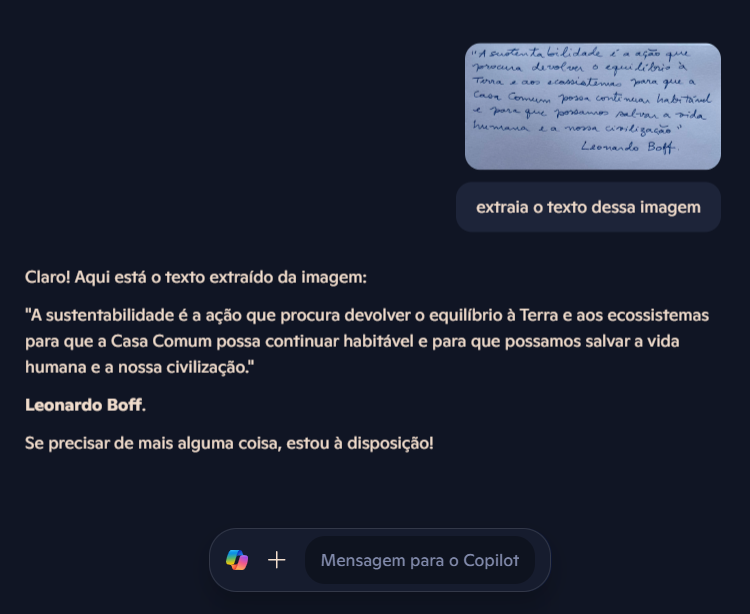 "A sustentabilidade é a ação que
procura devolver o equilíbrio à
Terra e aos ecossistemas para que a
Casa Comum possa continuar habitável
e para que possamos salvar a vida
humana e a nossa civilização."
Leonardo Boff.
extraia o texto dessa imagem
Claro! Aqui está o texto extraído da imagem:
"A sustentabilidade é a ação que procura devolver o equilíbrio à Terra e aos ecossistemas
para que a Casa Comum possa continuar habitável e para que possamos salvar a vida
humana e a nossa civilização."
Leonardo Boff.
Se precisar de mais alguma coisa, estou à disposição!
Mensagem para o Copilot